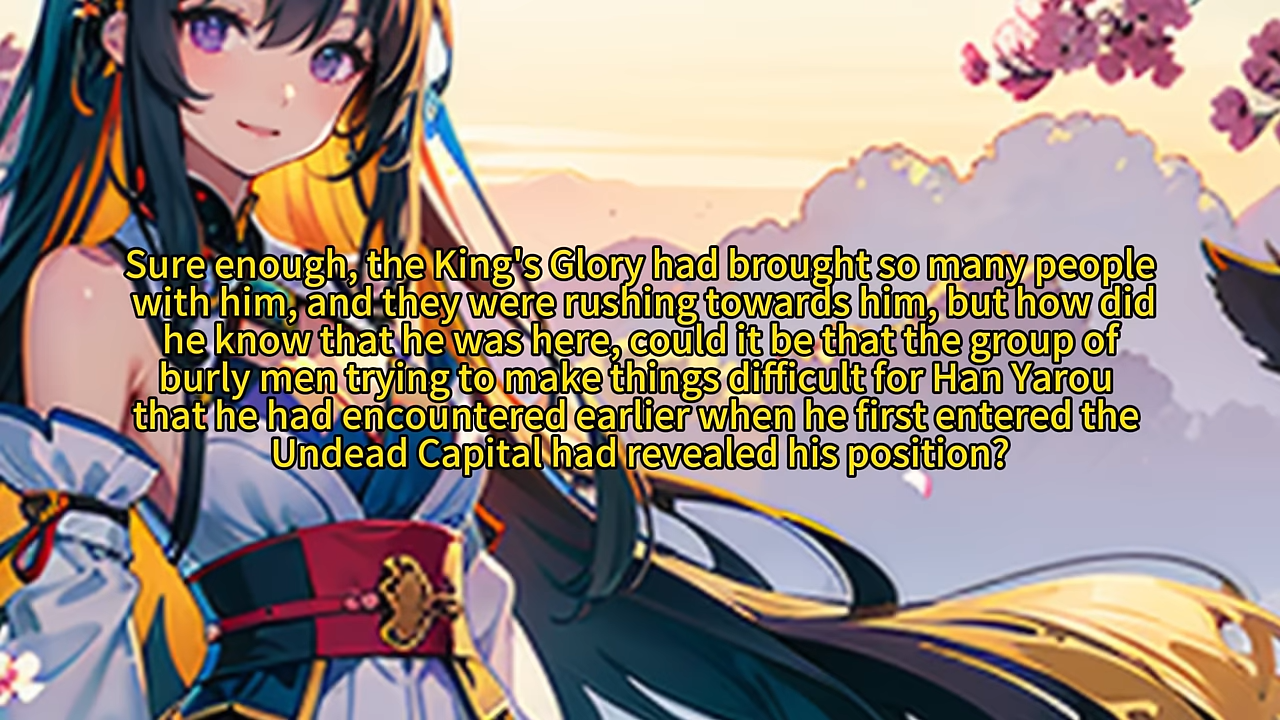 Sure enough, the King's Glory had brought so many people
with him, and they were rushing towards him, but how did
he know that he was here, could it be that the group of
burly men trying to make things difficult for Han Yarou
that he had encountered earlier when he first entered the
Undead Capital had revealed his position?